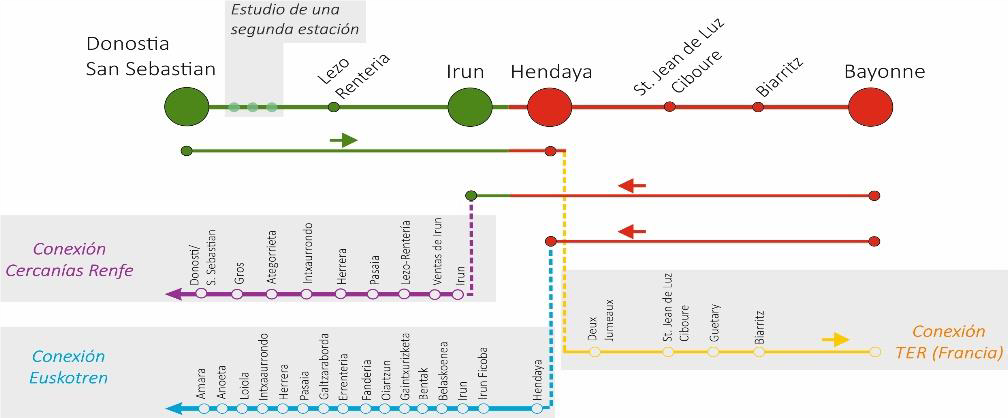 Estudio de una
segunda estación
Donostia
San Sebastian
Lezo
Renteria
Irun
Hendaya
St. Jean de Luz
Ciboure
Biarritz
Bayonne
Conexión
Cercanías Renfe
Donosti/
S. Sebastian
Gros
Ategorrieta
Intxaurrondo
Herrera
Pasaia
Lezo-Renteria
Ventas de Irun
Irun
Deux
Jumeaux
St. Jean de Luz
Ciboure
Guetary
Biarritz
Conexión
TER (Francia)
Conexión
Euskotren
Amara
Anoeta
Loiola
Intxaaurrondo
Herrera
Pasaia
Galtzaraborda
Errenteria
Fanderia
Oiartzun
Gaintxurizketa
Bentak
Belaskoenea
Irun
Irun Ficoba
Hendaya